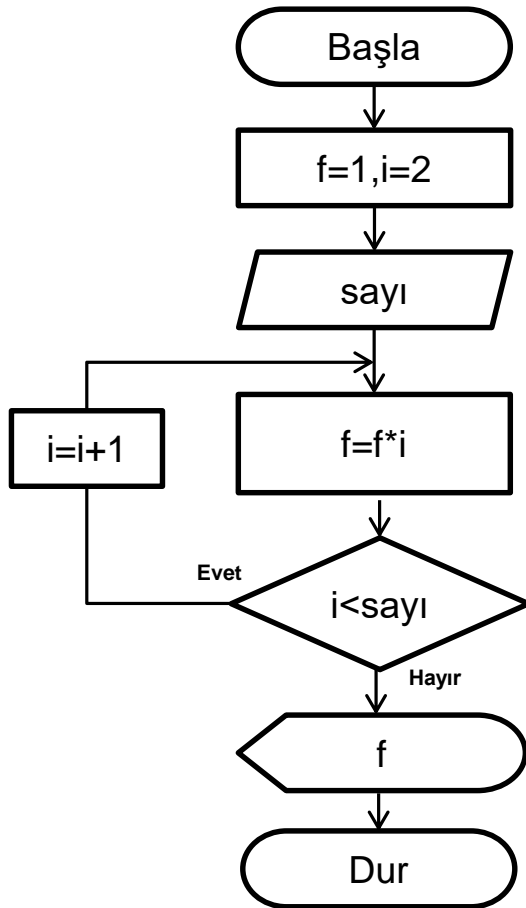 Başla
f=1,i=2
sayı
i=i+1
f=f*i
Evet
i<sayı
Hayır
f
Dur